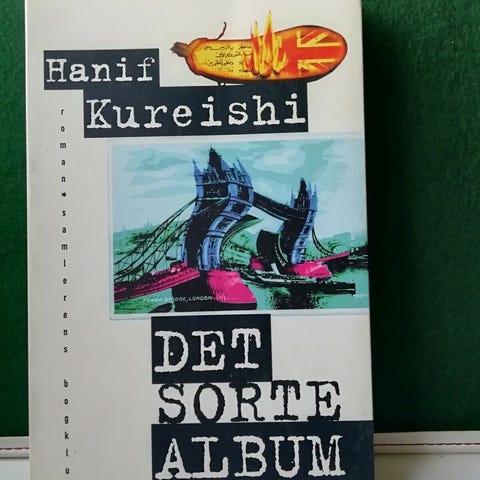 Hanif
Kureishi
roman * samlerens bogklu
TOWER BRIDGE, LONDON.
DET
SORTE
ALBUM